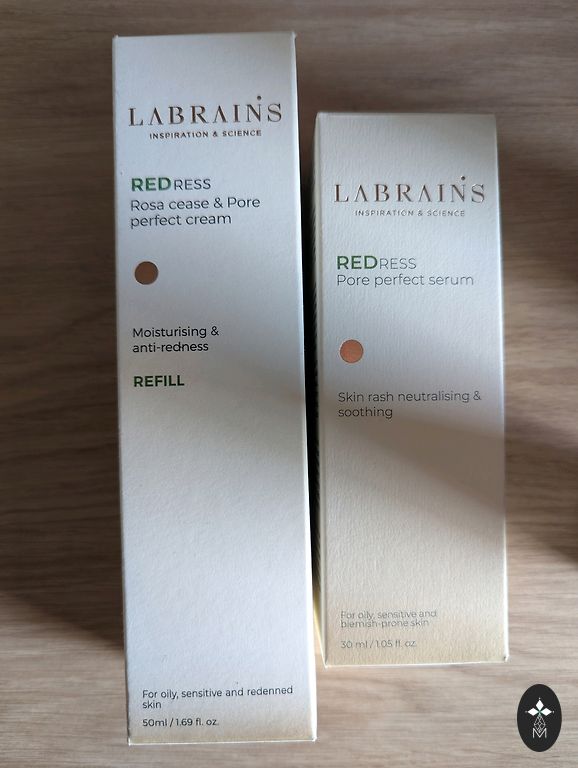 LABRAINS
INSPIRATION & SCIENCE
REDRESS
Rosa cease & Pore
perfect cream
Moisturising &
anti-redness
REFILL
For oily, sensitive and redenned
skin
50ml / 1.69 fl. oz.
LABRAINS
INSPIRATION & SCIENCE
REDRESS
Pore perfect serum
Skin rash neutralising &
soothing
For oily, sensitive and
blemish-prone skin
30 ml / 1.05 fl. oz.
M